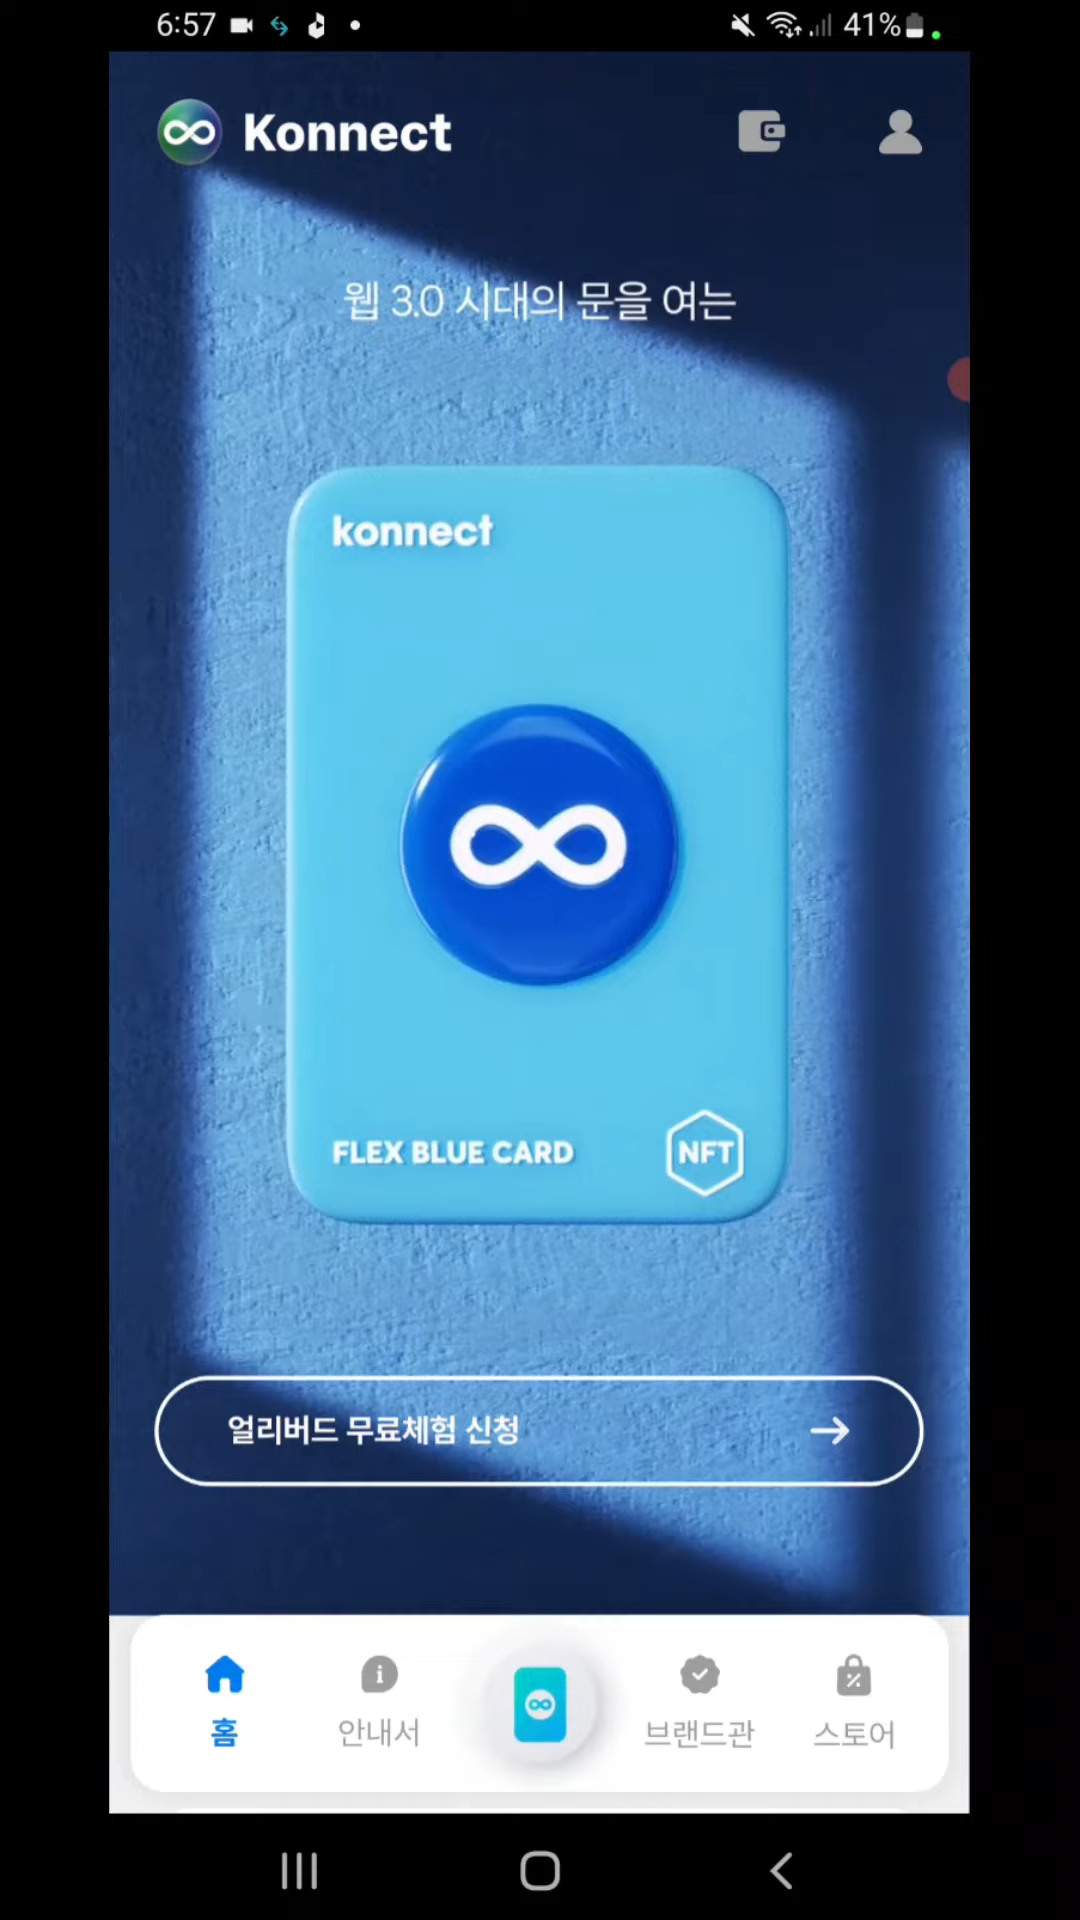 6:57
41%
Konnect
웹 3.0 시대의 문을 여는
konnect
FLEX BLUE CARD
NFT
얼리버드 무료체험 신청
홈
안내서
브랜드관
스토어